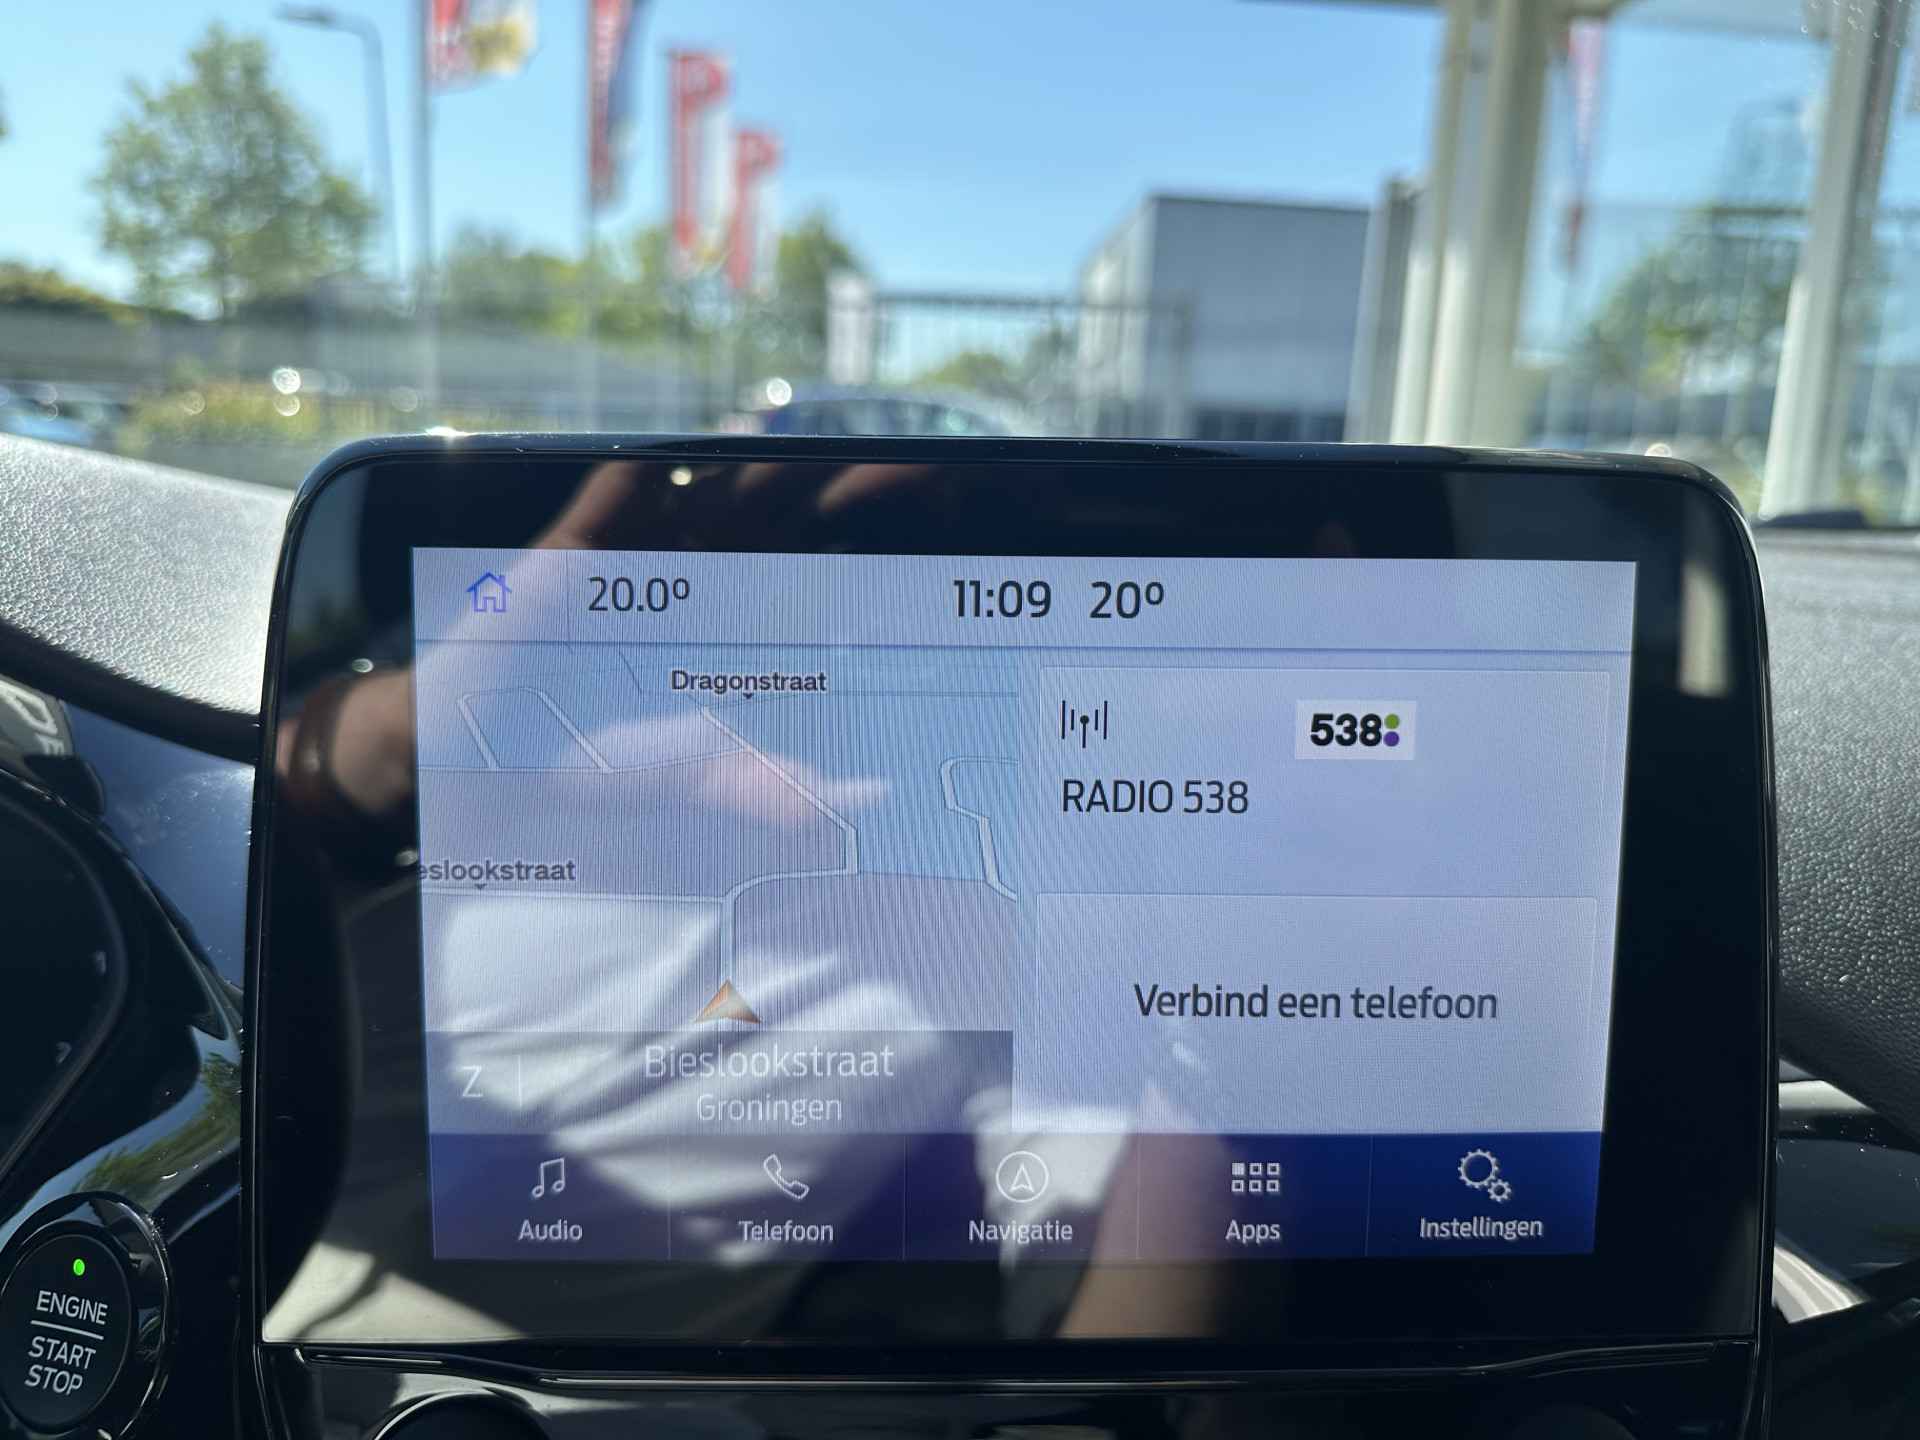 20.0º 11:09 20º
Dragonstraat
eslookstraat
538
RADIO 538
Verbind een telefoon
Z
Bieslookstraat
Groningen
Audio
Telefoon
Navigatie
Apps
Instellingen
ENGINE
START
STOP